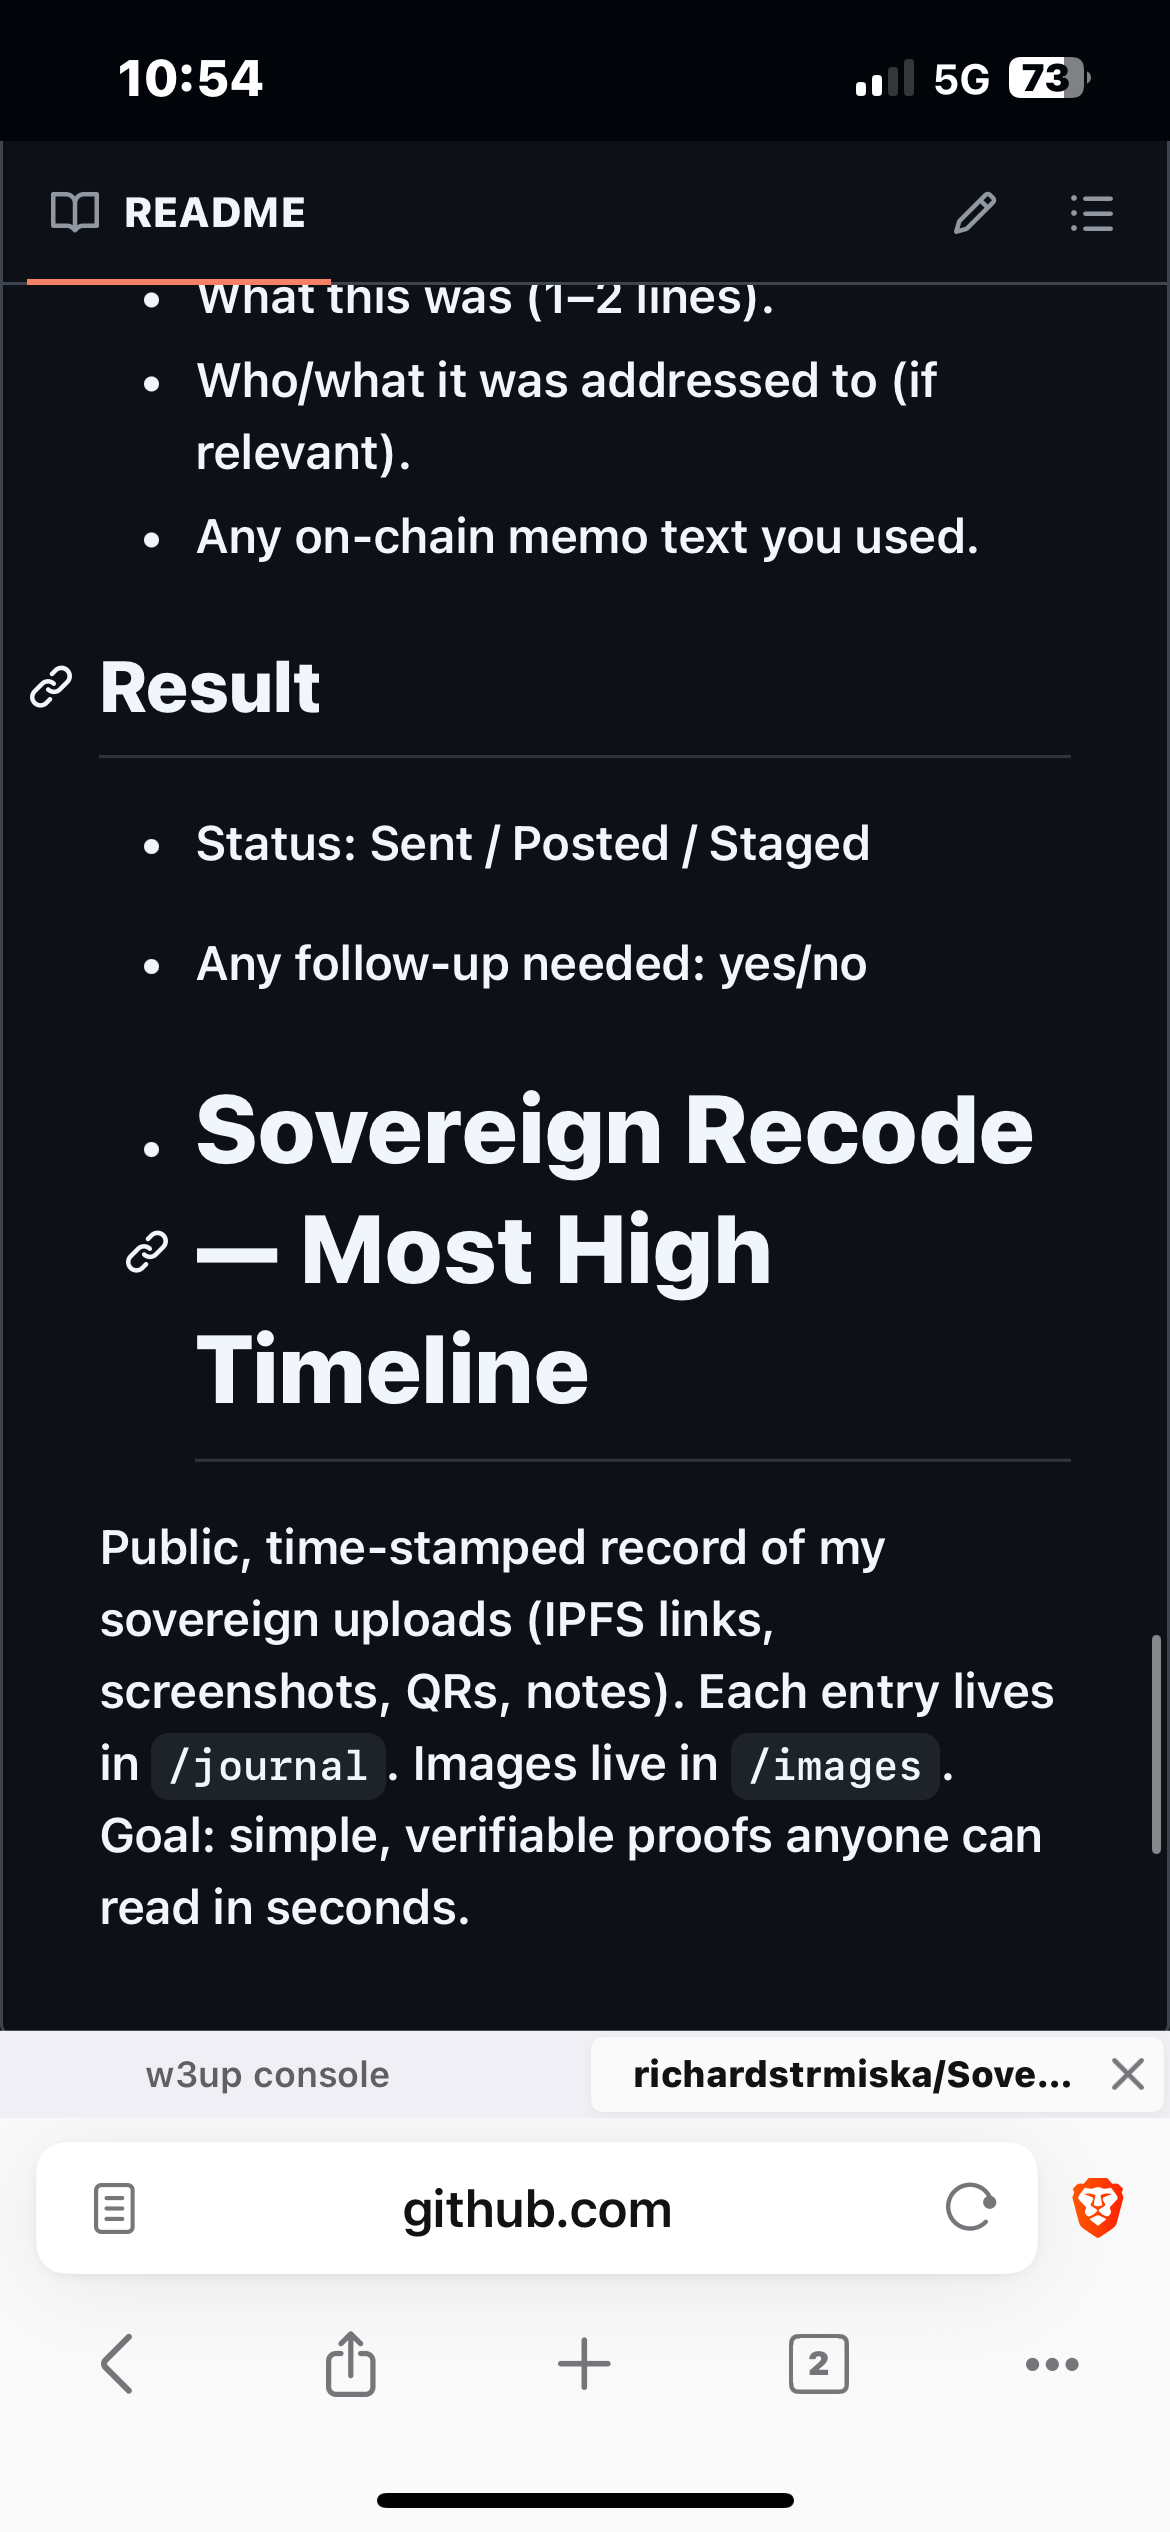 10:54
5G 73
README
What this was (1–2 lines).
Who/what it was addressed to (if
relevant).
Any on-chain memo text you used.
Result
Status: Sent / Posted / Staged
Any follow-up needed: yes/no
Sovereign Recode
— Most High
Timeline
Public, time-stamped record of my
sovereign uploads (IPFS links,
screenshots, QRs, notes). Each entry lives
in /journal. Images live in /images.
Goal: simple, verifiable proofs anyone can
read in seconds.
w3up console
richardstrmiska/Sove...
github.com
2